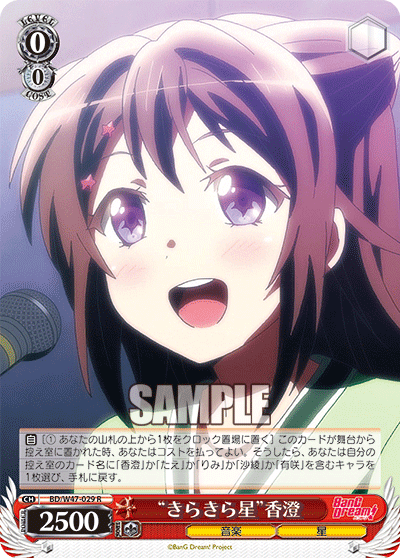 LEVEL
0
0
COST
SAMPLE
自[① あなたの山札の上から1枚をクロック置場に置く] このカードが舞台から
控え室に置かれた時、あなたはコストを払ってよい。そうしたら、あなたは自分の
控え室のカード名に「香澄」か「たえ」か「りみ」か「沙綾」か「有咲」を含むキャラを
1枚選び、手札に戻す。
CH BD/W47-029 R
“きらきら星”香澄
BanG Dream!
2500
音楽
星
©BanG Dream! Project